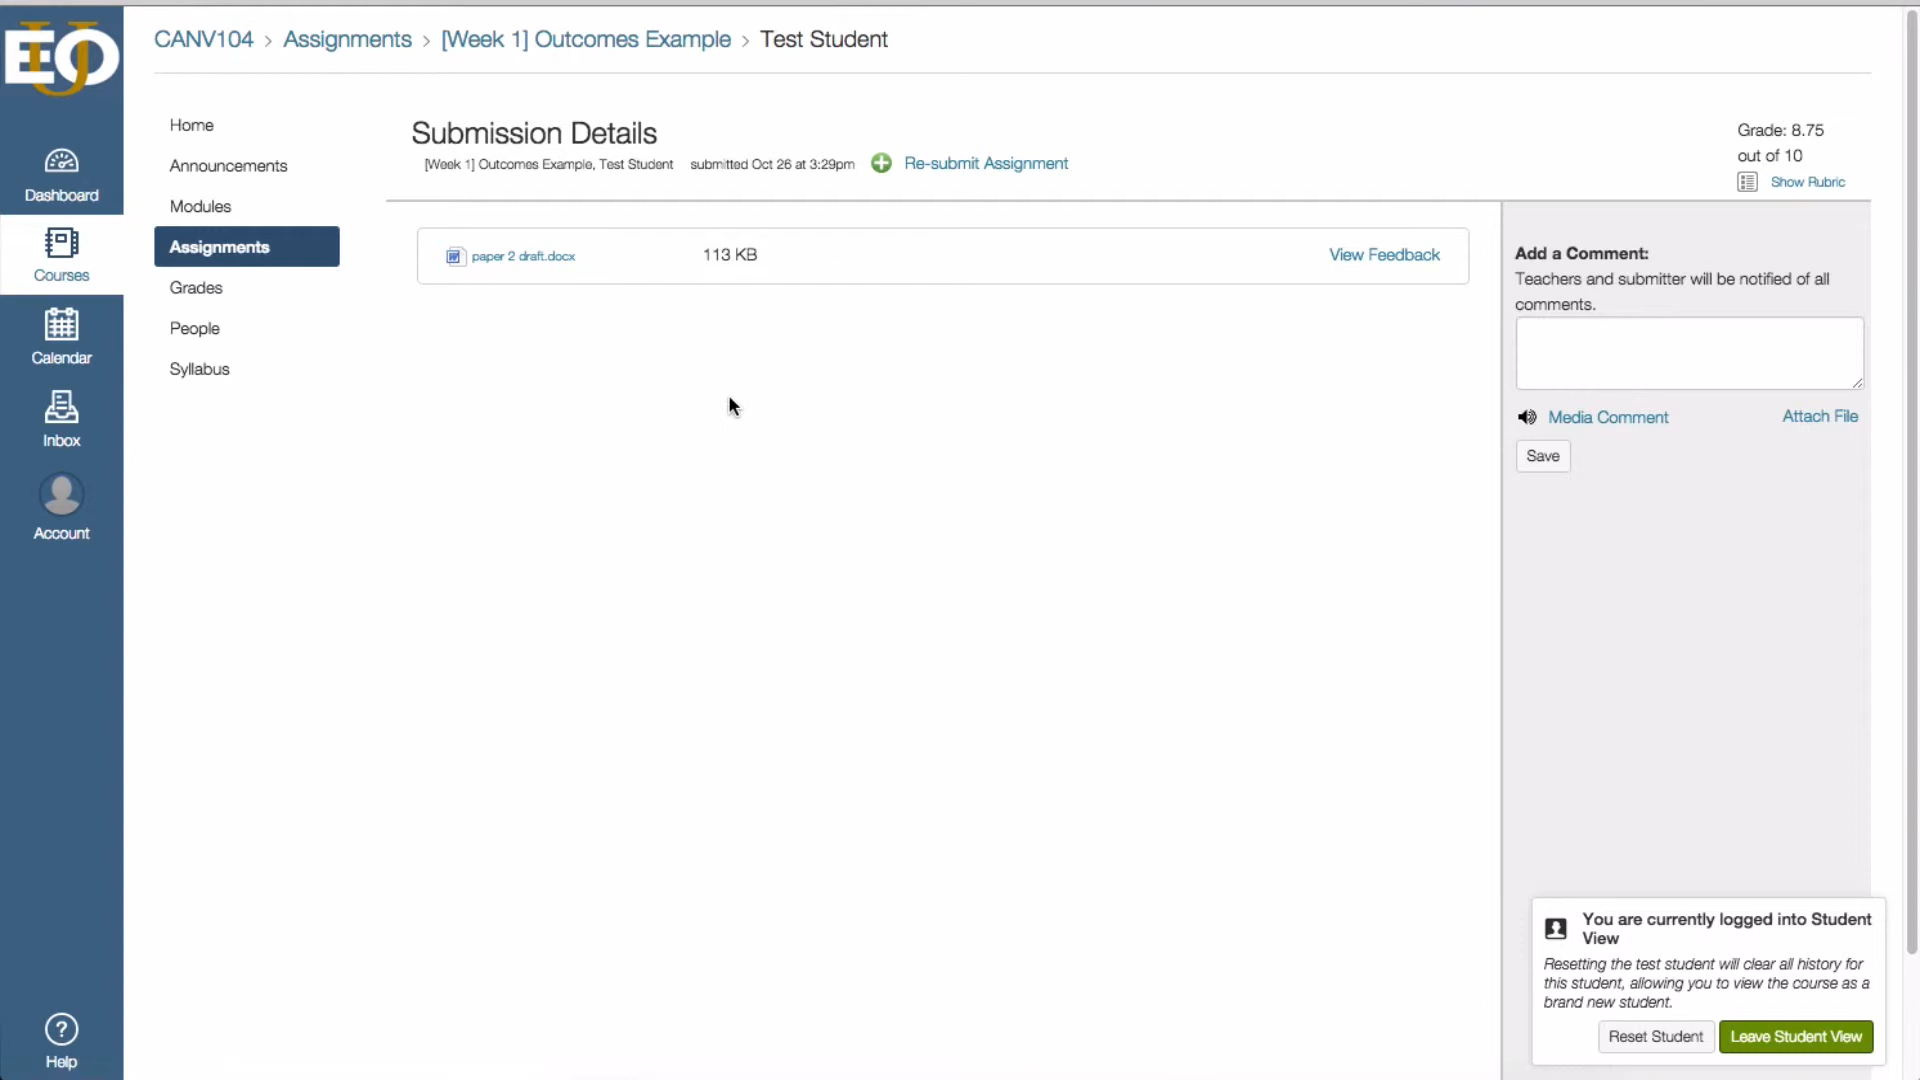 EOU
CANV104 > Assignments > [Week 1] Outcomes Example > Test Student
Dashboard
Courses
Calendar
Inbox
Account
Help
Home
Announcements
Modules
Assignments
Grades
People
Syllabus
Submission Details
[Week 1] Outcomes Example, Test Student submitted Oct 26 at 3:29pm Re-submit Assignment
Grade: 8.75
out of 10
Show Rubric
paper 2 draft.docx 113 KB View Feedback
Add a Comment:
Teachers and submitter will be notified of all
comments.
Media Comment Attach File
Save
You are currently logged into Student
View
Resetting the test student will clear all history for
this student, allowing you to view the course as a
brand new student.
Reset Student Leave Student View